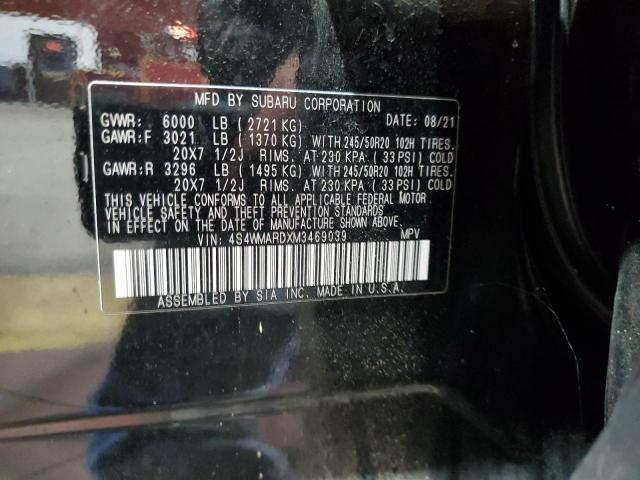 MFD BY SUBARU CORPORATION
GVWR: 6000 LB ( 2721 KG) DATE: 08/21
GAWR:F 3021 LB ( 1370 KG) WITH 245/50R20 102H TIRES.
20X7 1/2J RIMS. AT 230 KPA ( 33 PSI) COLD
GAWR:R 3296 LB ( 1495 KG) WITH 245/50R20 102H TIRES.
20X7 1/2J RIMS. AT 230 KPA ( 33 PSI) COLD
THIS VEHICLE CONFORMS TO ALL APPLICABLE FEDERAL MOTOR
VEHICLE SAFETY AND THEFT PREVENTION STANDARDS IN EFFECT
ON THE DATE OF MANUFACTURE SHOWN ABOVE.
VIN: 4S4WMARDXM3469039 MPV
ASSEMBLED BY SIA INC. MADE IN U.S.A.